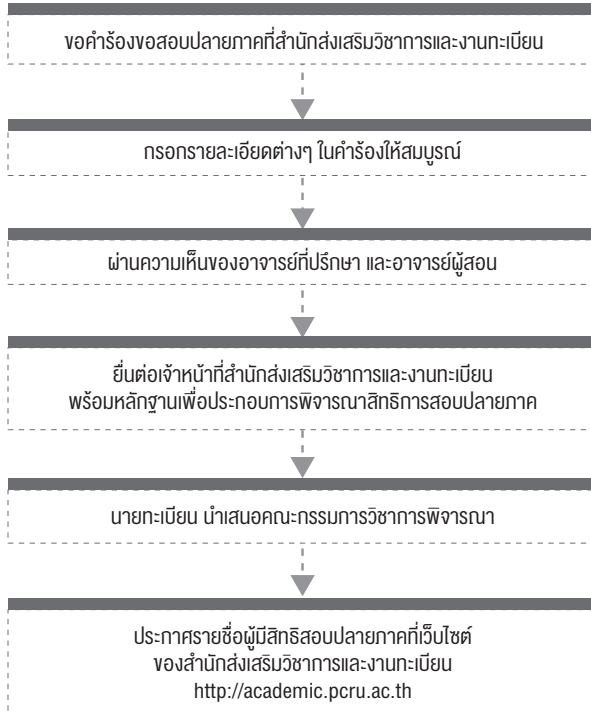 ขอคำร้องขอสอบปลายภาคที่สำนักส่งเสริมวิชาการและงานทะเบียน
กรอกรายละเอียดต่างๆ ในคำร้องให้สมบูรณ์
ผ่านความเห็นของอาจารย์ที่ปรึกษา และอาจารย์ผู้สอน
ยื่นต่อเจ้าหน้าที่สำนักส่งเสริมวิชาการและงานทะเบียน
พร้อมหลักฐานเพื่อประกอบการพิจารณาสิทธิการสอบปลายภาค
นายทะเบียน นำเสนอคณะกรรมการวิชาการพิจารณา
ประกาศรายชื่อผู้มีสิทธิสอบปลายภาคที่เว็บไซต์
ของสำนักส่งเสริมวิชาการและงานทะเบียน
http://academic.pcru.ac.th